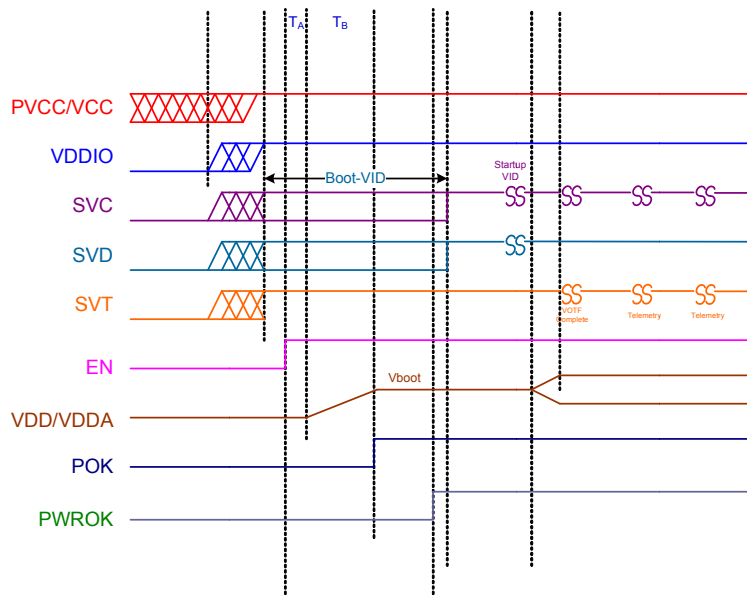 TA TB
PVCC/VCC
VDDIO
Boot-VID
Startup
VID
SVC
SVD
SVT
VOTF
Complete
Telemetry
Telemetry
EN
Vboot
VDD/VDDA
POK
PWROK